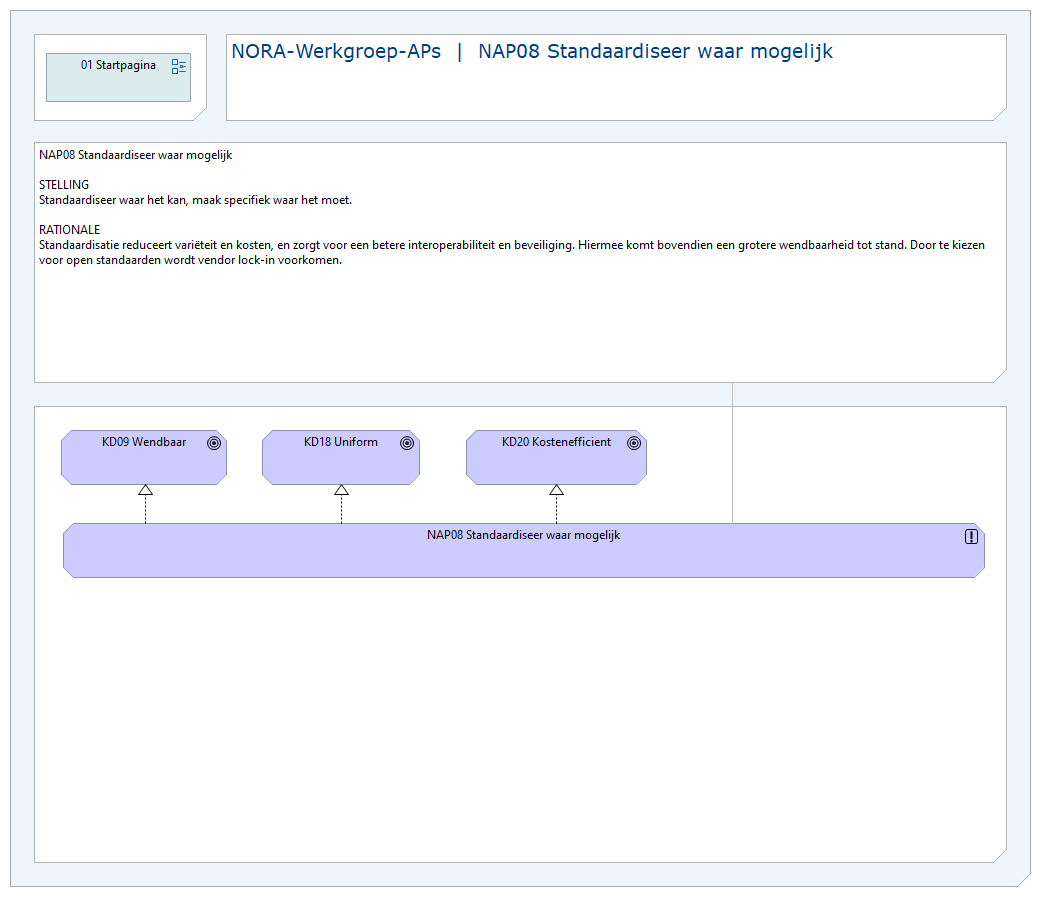 01 Startpagina
NORA-Werkgroep-APs | NAP08 Standaardiseer waar mogelijk
NAP08 Standaardiseer waar mogelijk
STELLING
Standaardiseer waar het kan, maak specifiek waar het moet.
RATIONALE
Standaardisatie reduceert variëteit en kosten, en zorgt voor een betere interoperabiliteit en beveiliging. Hiermee komt bovendien een grotere wendbaarheid tot stand. Door te kiezen
voor open standaarden wordt vendor lock-in voorkomen.
KD09 Wendbaar
KD18 Uniform
KD20 Kostenefficient
NAP08 Standaardiseer waar mogelijk